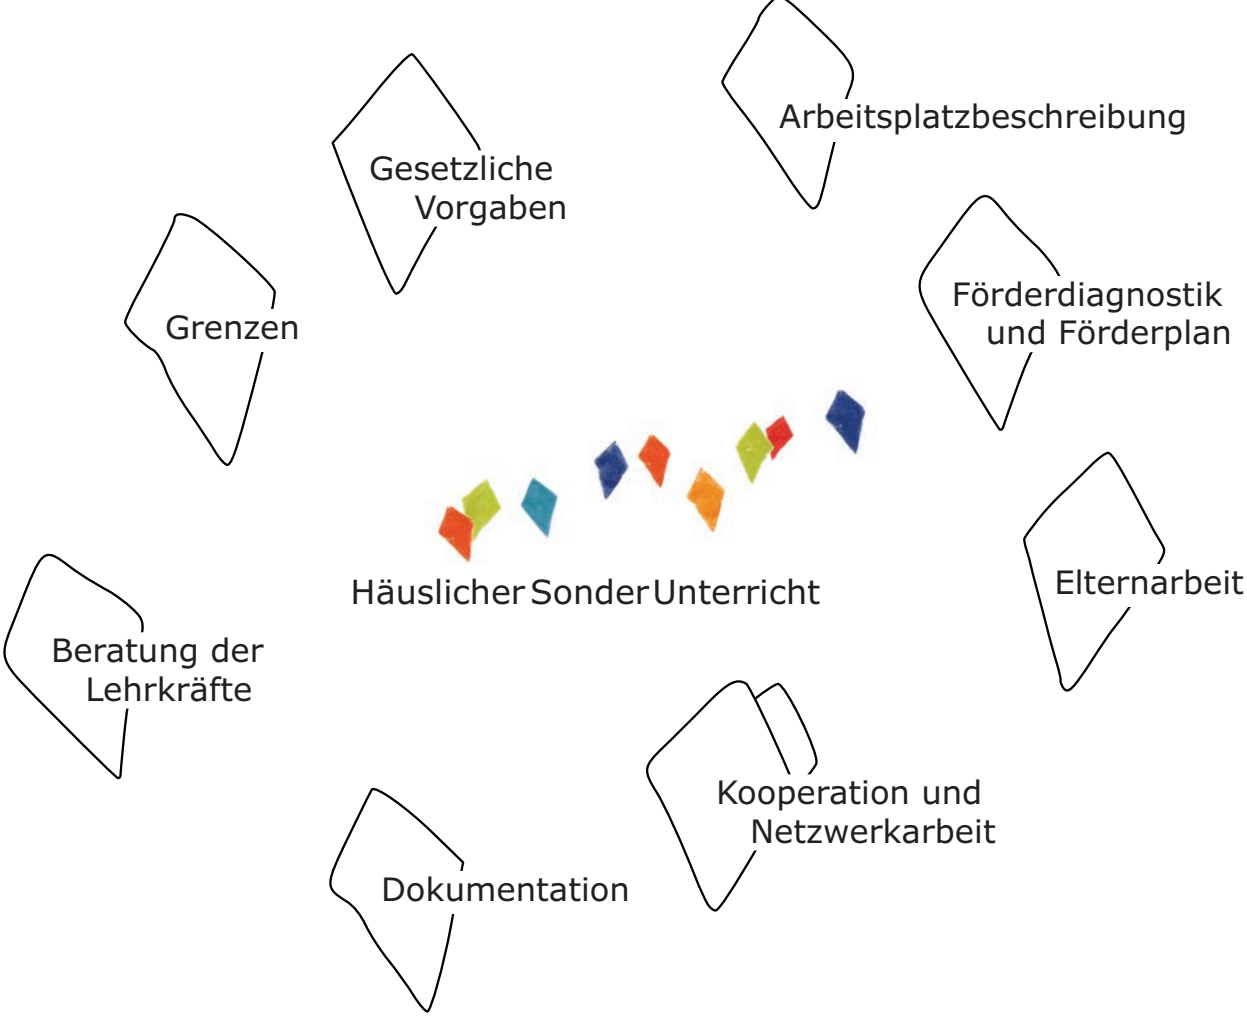 Arbeitsplatzbeschreibung
Gesetzliche
Vorgaben
Förderdiagnostik
und Förderplan
Grenzen
Häuslicher Sonder Unterricht
Elternarbeit
Beratung der
Lehrkräfte
Kooperation und
Netzwerkarbeit
Dokumentation